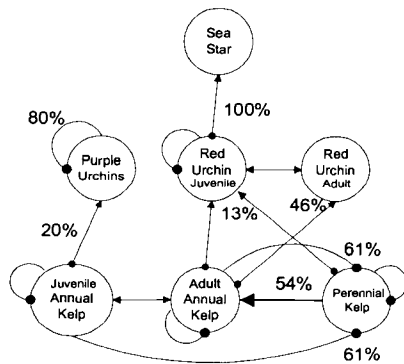 Sea
Star
80%
100%
Purple
Urchins
Red
Urchin
Juvenile
Red
Urchin
Adult
20%
13%
46%
61%
Juvenile
Annual
Kelp
Adult
Annual
Kelp
54%
Perennial
Kelp
61%